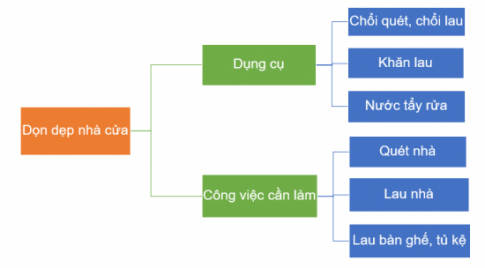 Dọn dẹp nhà cửa
Dụng cụ
Chổi quét, chổi lau
Khăn lau
Nước tẩy rửa
Công việc cần làm
Quét nhà
Lau nhà
Lau bàn ghế, tủ kệ